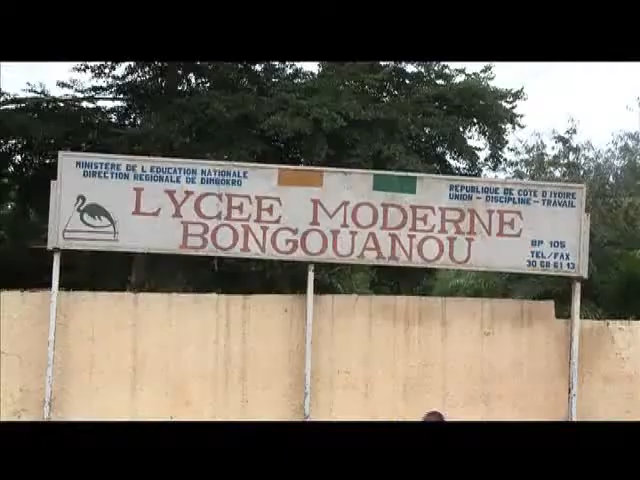 MINISTÈRE DE L EDUCATION NATIONALE
DIRECTION REGIONALE DE DIMBOKRO
REPUBLIQUE DE COTE D'IVOIRE
UNION - DISCIPLINE - TRAVAIL
LYCEE MODERNE
BONGOUANOU
BP 105
TEL/FAX
30 68 61 13